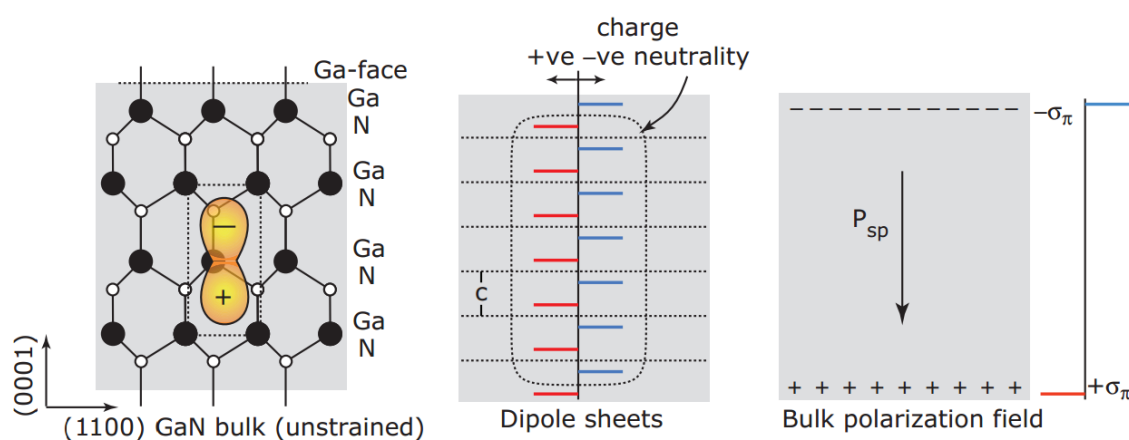 Ga-face
Ga
N
Ga
N
Ga
N
Ga
N
—
+
(0001)
(1100) GaN bulk (unstrained)
charge
+ve –ve neutrality
c
Dipole sheets
– – – – – – – – – –
–σπ
Psp
+ + + + + + + + +
+σπ
Bulk polarization field